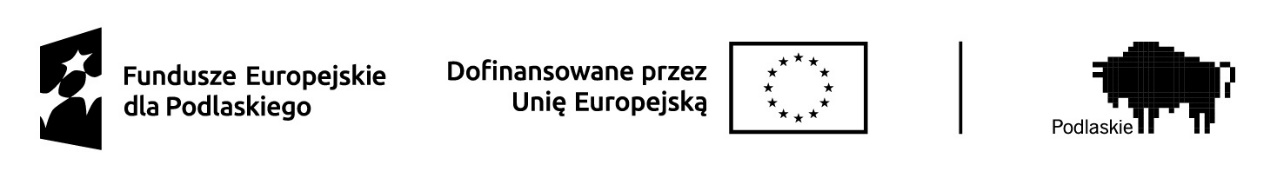 Fundusze Europejskie
dla Podlaskiego
Dofinansowane przez
Unię Europejską
Podlaskie